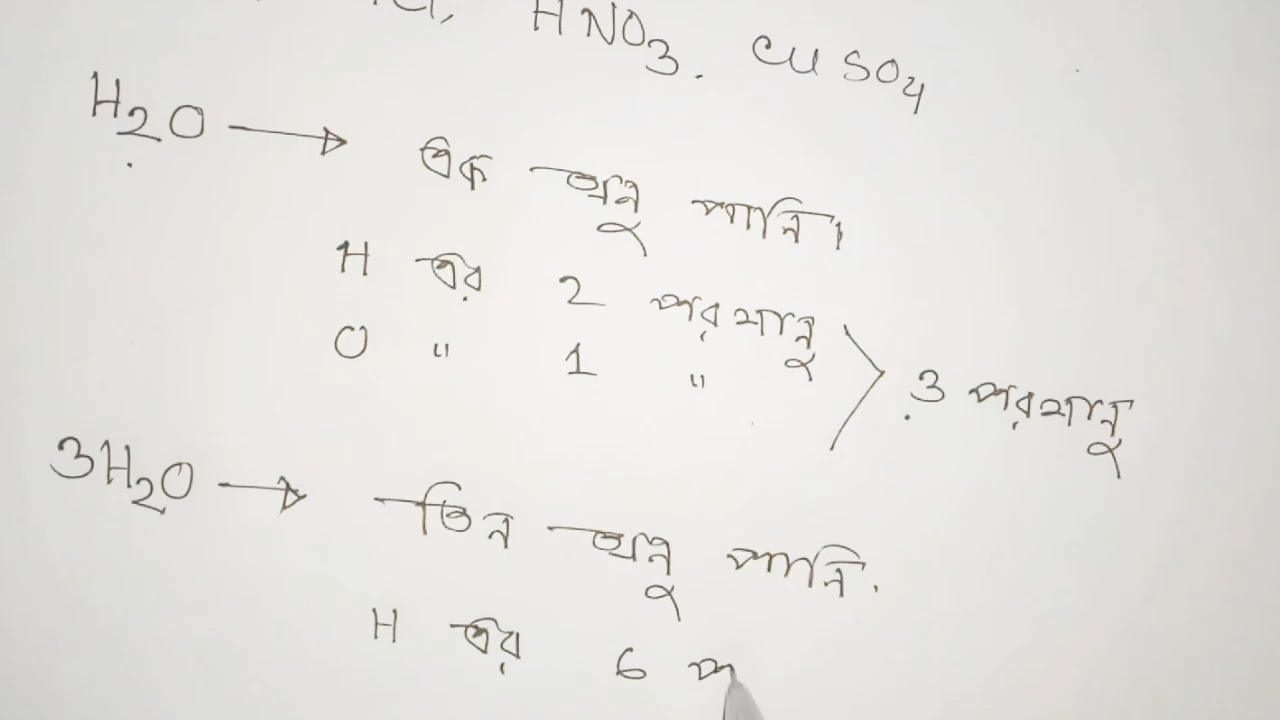 HNO3. CuSO4
H2O → এক অনু পানি।
H এর 2 পরমানু
O " 1 "
3 পরমানু
3H2O → তিন অনু পানি.
H এর 6 প